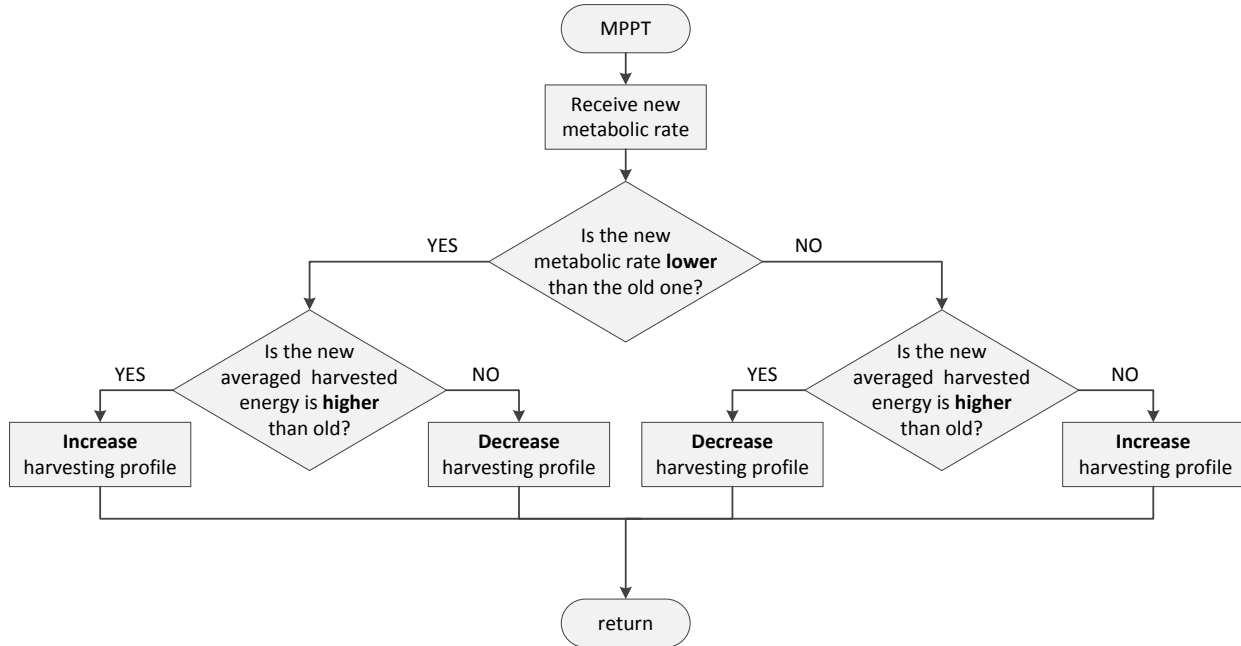 MPPT
Receive new
metabolic rate
Is the new
metabolic rate lower
than the old one?
YES
NO
Is the new
averaged harvested
energy is higher
than old?
YES
NO
Is the new
averaged harvested
energy is higher
than old?
YES
NO
Increase
harvesting profile
Decrease
harvesting profile
Decrease
harvesting profile
Increase
harvesting profile
return